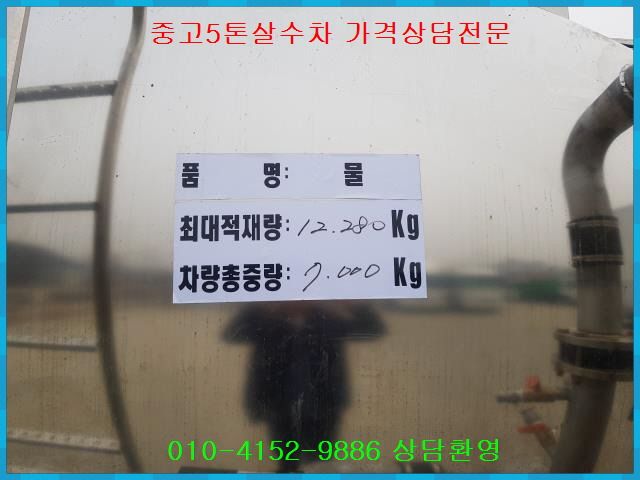 중고5톤살수차 가격상담전문
품 명: 물
최대적재량: 12.280 Kg
차량총중량: 7.000 Kg
010-4152-9886 상담환영